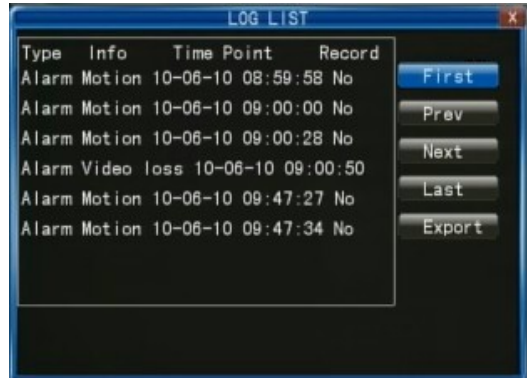 LOG LIST
X
Type Info Time Point Record
Alarm Motion 10-06-10 08:59:58 No
Alarm Motion 10-06-10 09:00:00 No
Alarm Motion 10-06-10 09:00:28 No
Alarm Video loss 10-06-10 09:00:50
Alarm Motion 10-06-10 09:47:27 No
Alarm Motion 10-06-10 09:47:34 No
First
Prev
Next
Last
Export